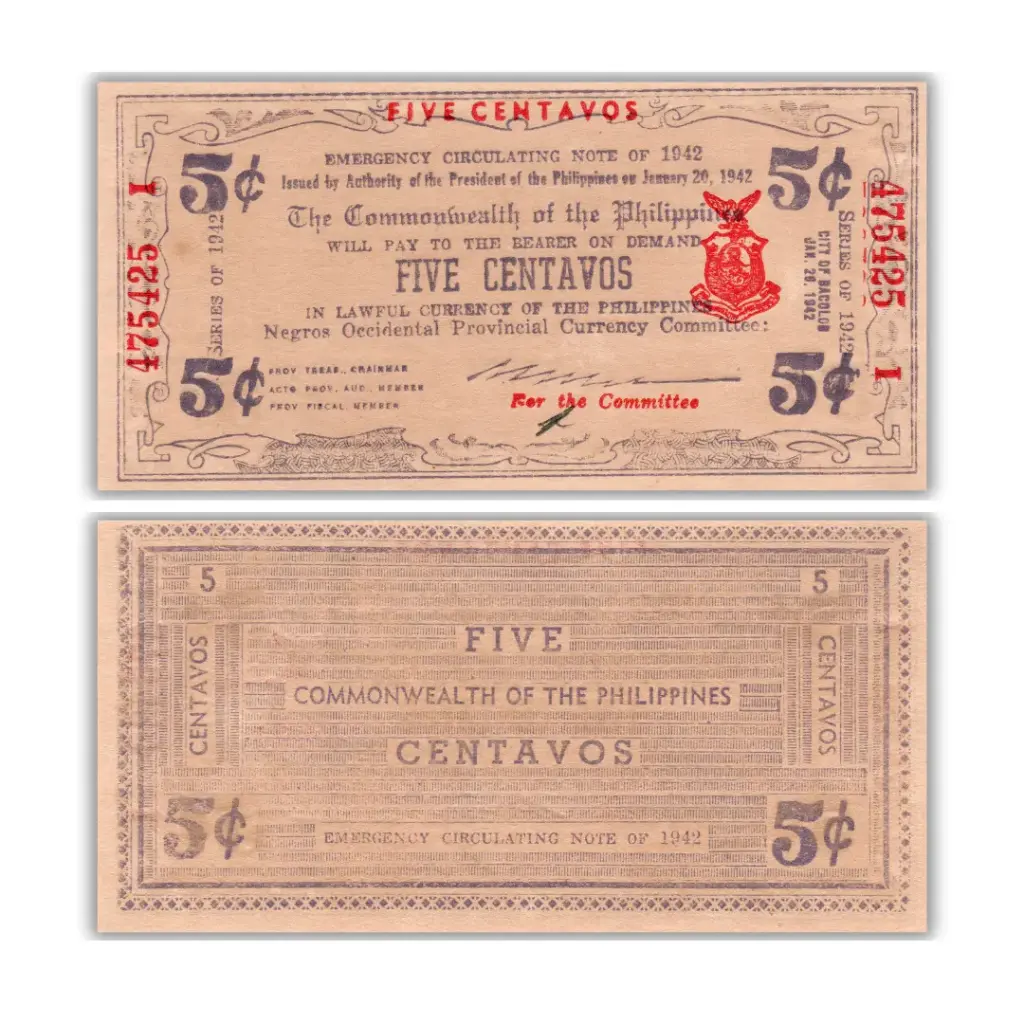 FIVE CENTAVOS
5¢
5¢
EMERGENCY CIRCULATING NOTE OF 1942
Issued by Authority of the President of the Philippines on January 20, 1942
The Commonwealth of the Philippines
WILL PAY TO THE BEARER ON DEMAND
FIVE CENTAVOS
IN LAWFUL CURRENCY OF THE PHILIPPINES
Negros Occidental Provincial Currency Committee:
475425 I
SERIES OF 1942
CITY OF BACOLOD
JAN. 26, 1942
SERIES OF 1942
475425 I
5¢
PROV TREAS., CHAIRMAN
ACTG PROV. AUD., MEMBER
PROV FISCAL, MEMBER
For the Committee
5¢
5
5
FIVE
CENTAVOS
COMMONWEALTH OF THE PHILIPPINES
CENTAVOS
CENTAVOS
5¢
EMERGENCY CIRCULATING NOTE OF 1942
5¢